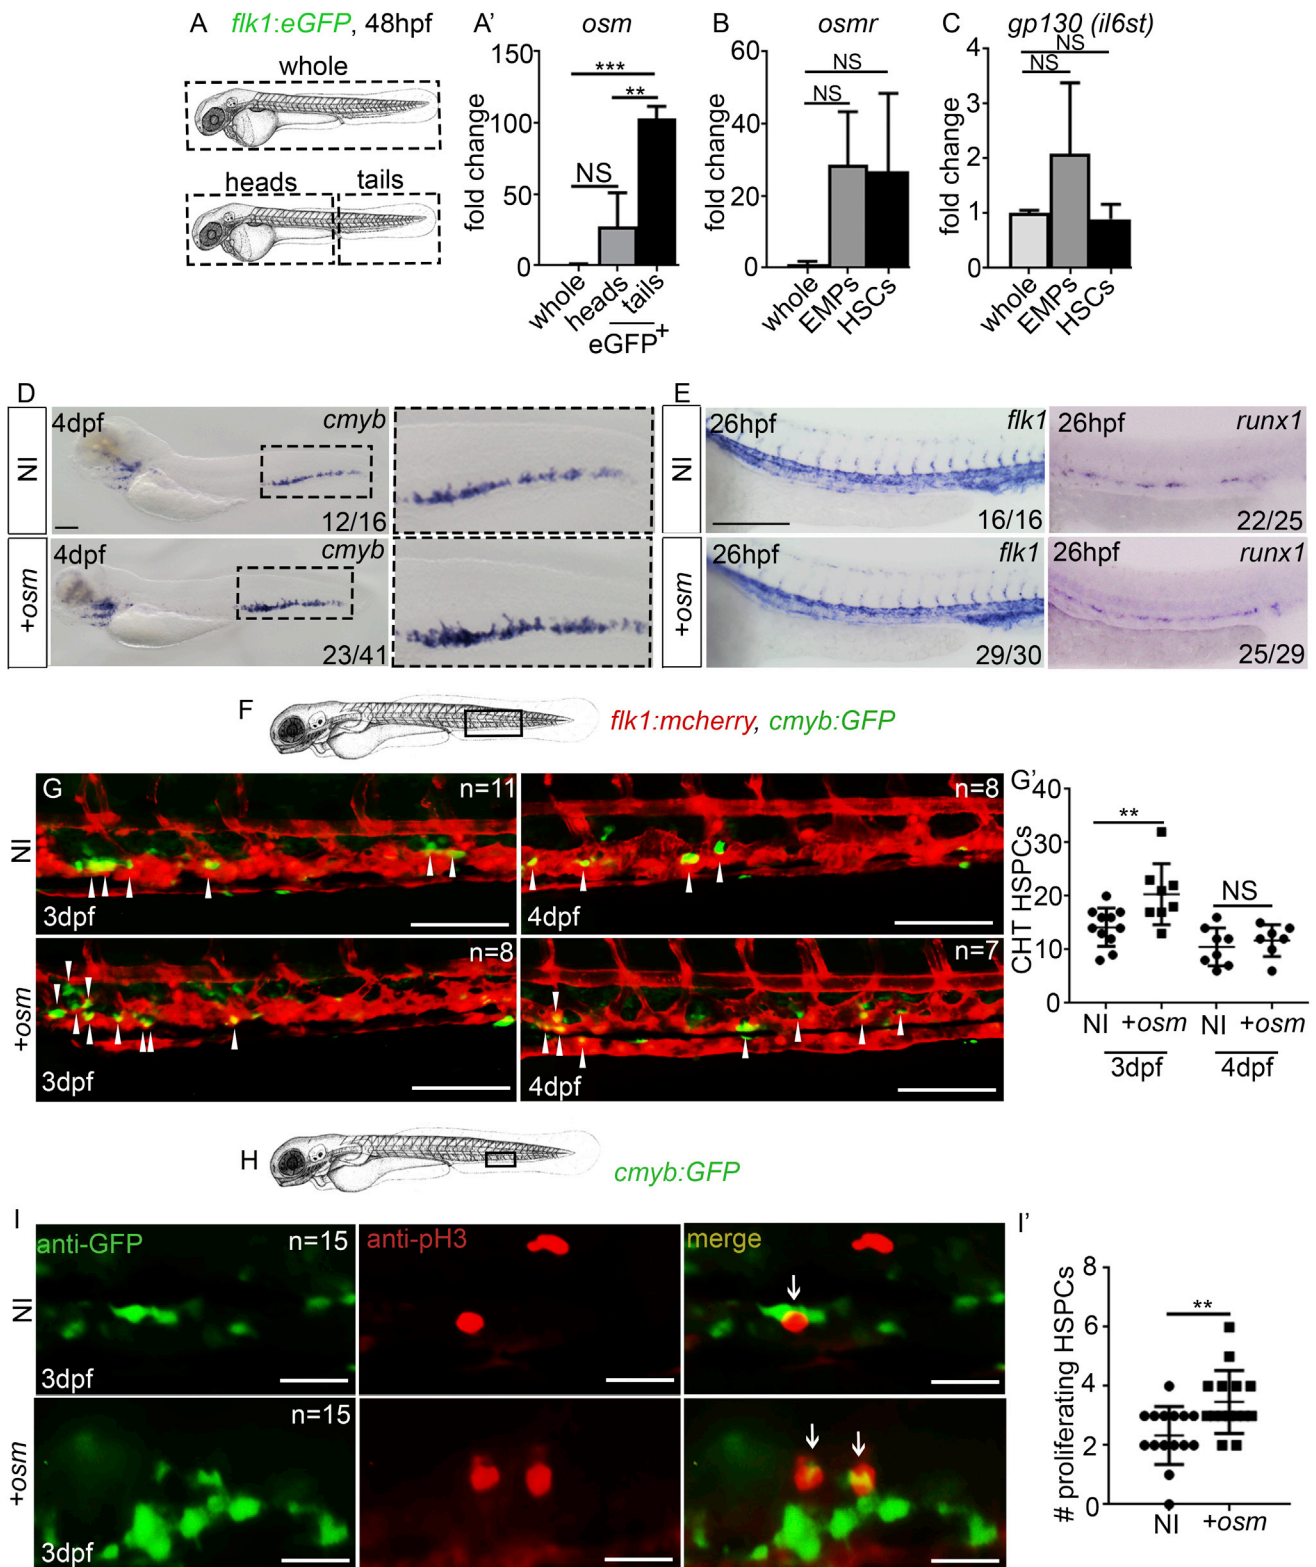 A flk1:eGFP, 48hpf
whole
heads tails
A' osm
fold change
150
100
50
0
***
**
NS
whole
heads
tails
eGFP+
B osmr
fold change
60
40
20
0
NS
NS
whole
EMPs
HSCs
C gp130 (il6st)
fold change
4
3
2
1
0
NS
NS
whole
EMPs
HSCs
D
NI
4dpf cmyb
12/16
+osm
4dpf cmyb
23/41
E
NI
26hpf flk1
16/16
26hpf runx1
22/25
+osm
26hpf flk1
29/30
26hpf runx1
25/29
F flk1:mcherry, cmyb:GFP
G
NI
n=11
3dpf
n=8
4dpf
+osm
n=8
3dpf
n=7
4dpf
G'
CHT HSPCs
40
30
20
10
0
**
NS
NI +osm NI +osm
3dpf 4dpf
H cmyb:GFP
I
NI
anti-GFP n=15
3dpf
anti-pH3
merge
+osm
n=15
3dpf
I'
# proliferating HSPCs
8
6
4
2
0
**
NI +osm